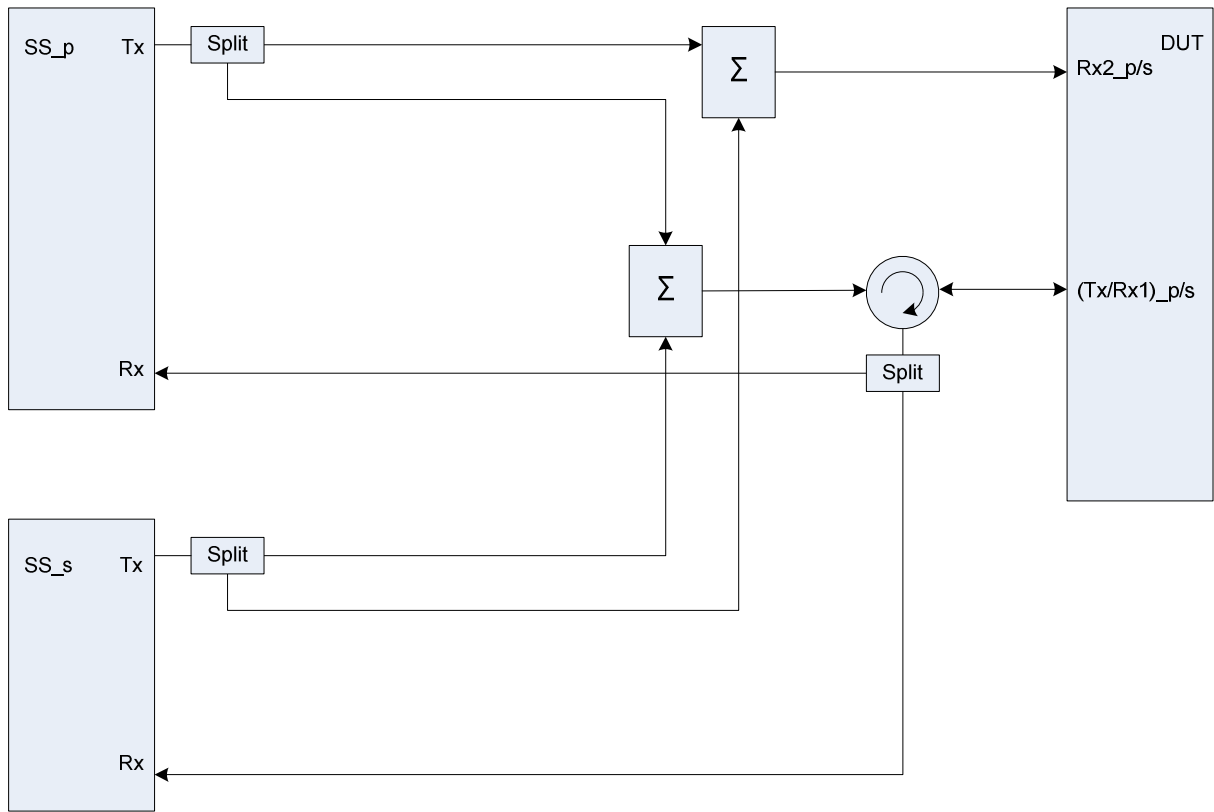 SS_p
Tx
Split
Σ
DUT
Rx2_p/s
Σ
(Tx/Rx1)_p/s
Rx
Split
SS_s
Tx
Split
Rx